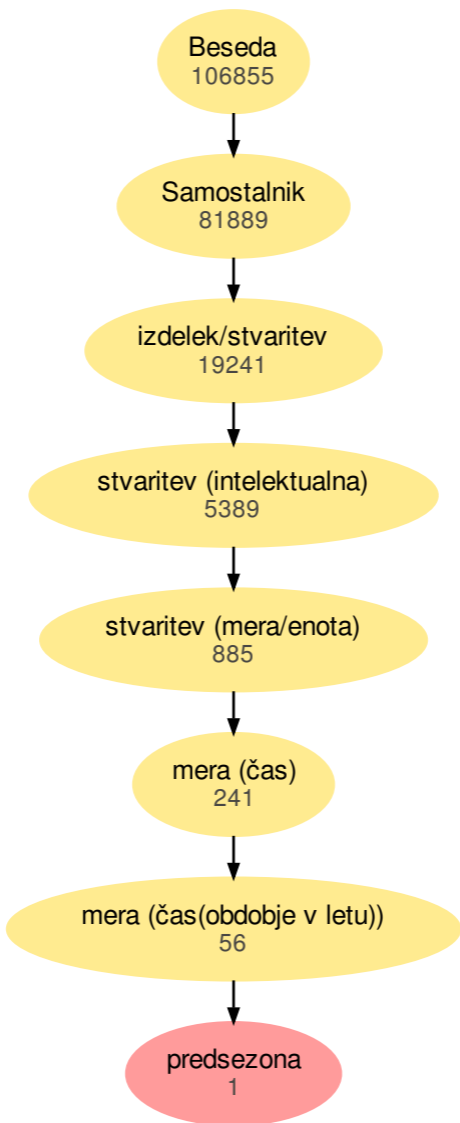 Beseda
106855
Samostalnik
81889
izdelek/stvaritev
19241
stvaritev (intelektualna)
5389
stvaritev (mera/enota)
885
mera (čas)
241
mera (čas(obdobje v letu))
56
predsezona
1